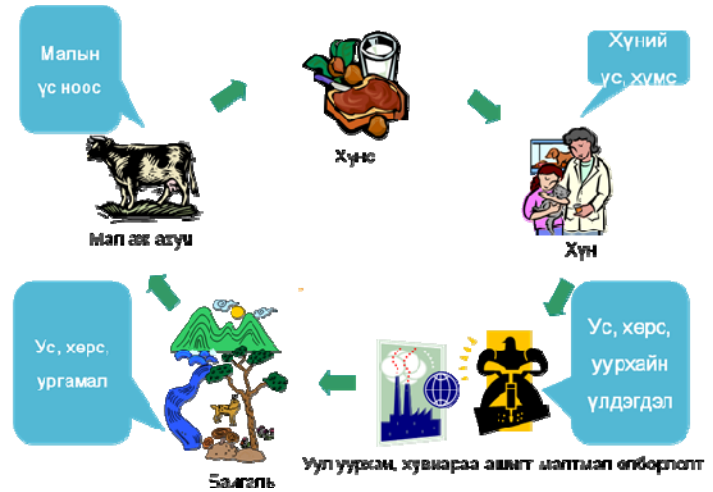 Малын
үс ноос
Хүнс
Хүний
үс, хумс
Мал аж ахуй
Хүн
Ус, хөрс,
ургамал
Ус, хөрс,
уурхайн
үлдэгдэл
Байгаль
Уул уурхай, хувиараа ашигт малтмал олборлолт